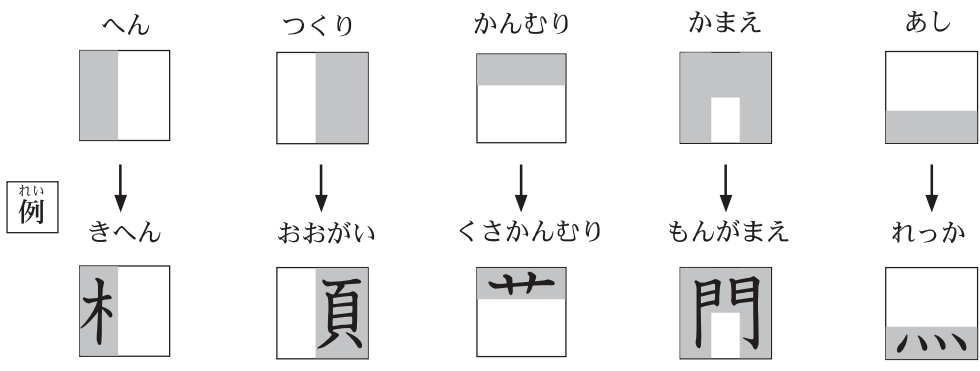 へん つくり かんむり かまえ あし
れい
例
きへん おおがい くさかんむり もんがまえ れっか
木 頁 艹 門 灬